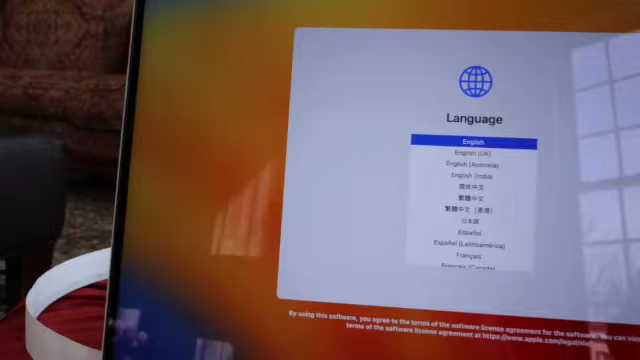 Language
English
English (UK)
English (Australia)
English (India)
简体中文
繁體中文
繁體中文（香港）
日本語
Español
Español (Latinoamérica)
Français
Français (Canada)
By using this software, you agree to the terms of the software license agreement for the software. You can
terms of the software license agreement at https://www.apple.com/legal/sla/